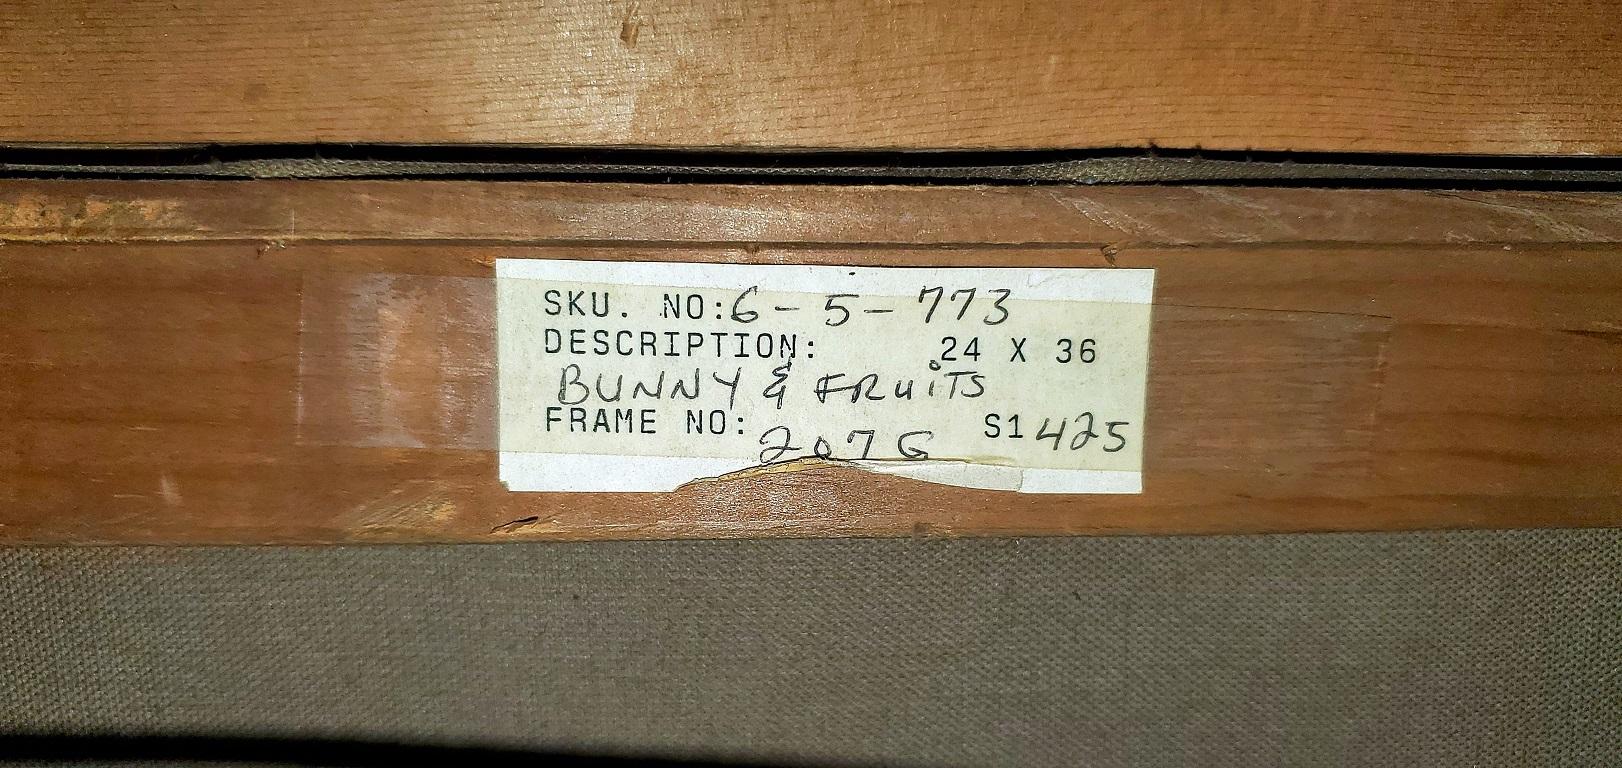 SKU. NO:6-5-773
DESCRIPTION: 24 X 36
BUNNY & FRUiTS
FRAME NO: S1425
207G